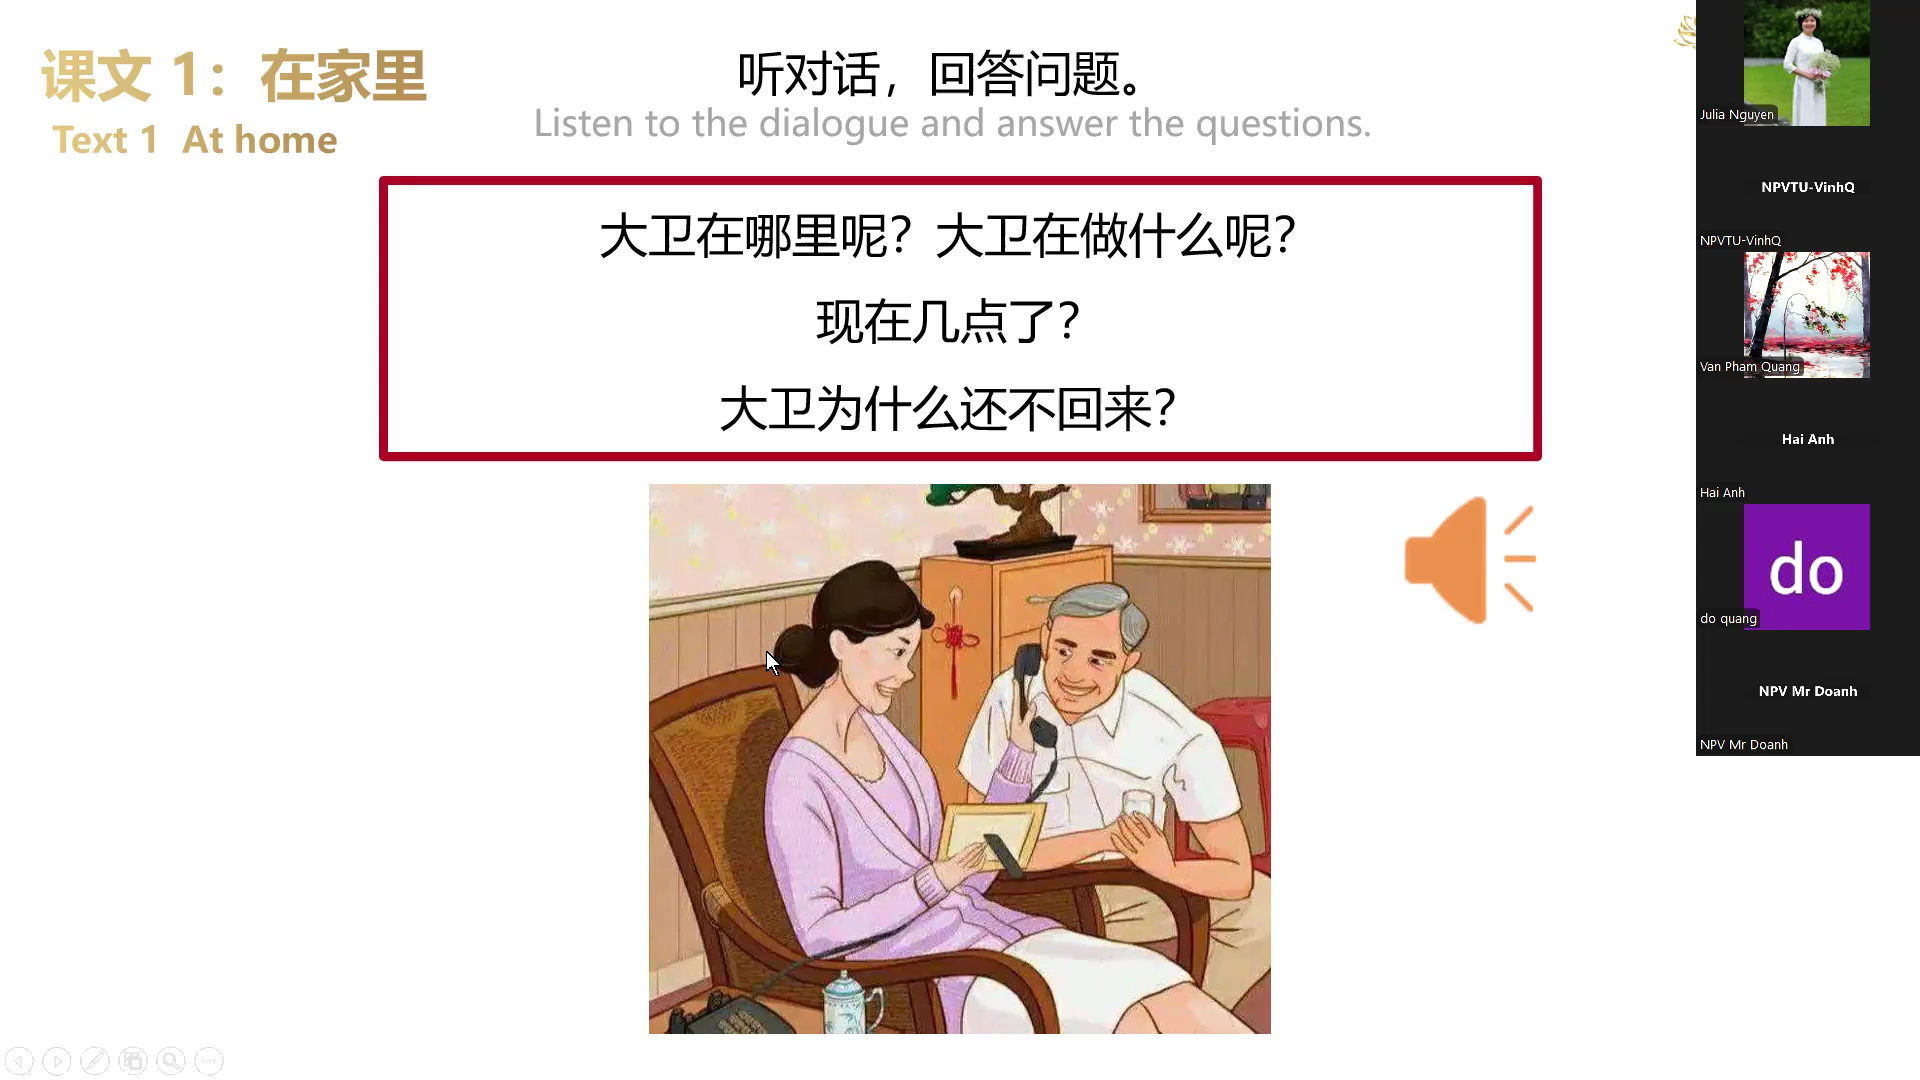 课文 1：在家里
Text 1 At home
听对话，回答问题。
Listen to the dialogue and answer the questions.
大卫在哪里呢？大卫在做什么呢？
现在几点了？
大卫为什么还不回来？
Julia Nguyen
NPVTU-VinhQ
NPVTU-VinhQ
Van Pham Quang
Hai Anh
Hai Anh
do
do quang
NPV Mr Doanh
NPV Mr Doanh